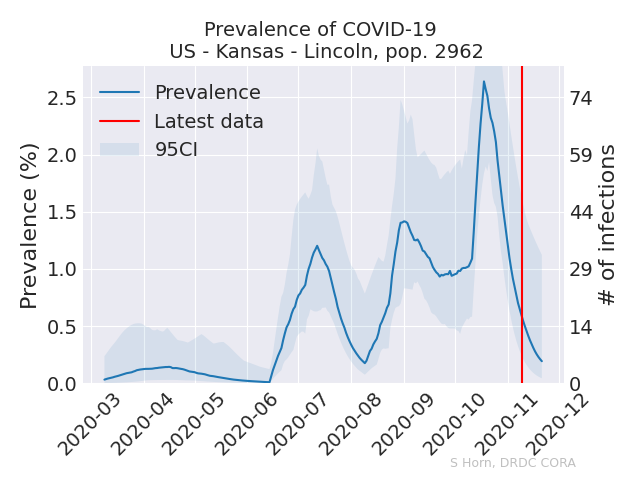 Prevalence of COVID-19
US - Kansas - Lincoln, pop. 2962
Prevalence
Latest data
95CI
Prevalence (%)
2.5
2.0
1.5
1.0
0.5
0.0
# of infections
74
59
44
29
14
0
2020-03
2020-04
2020-05
2020-06
2020-07
2020-08
2020-09
2020-10
2020-11
2020-12
S Horn, DRDC CORA